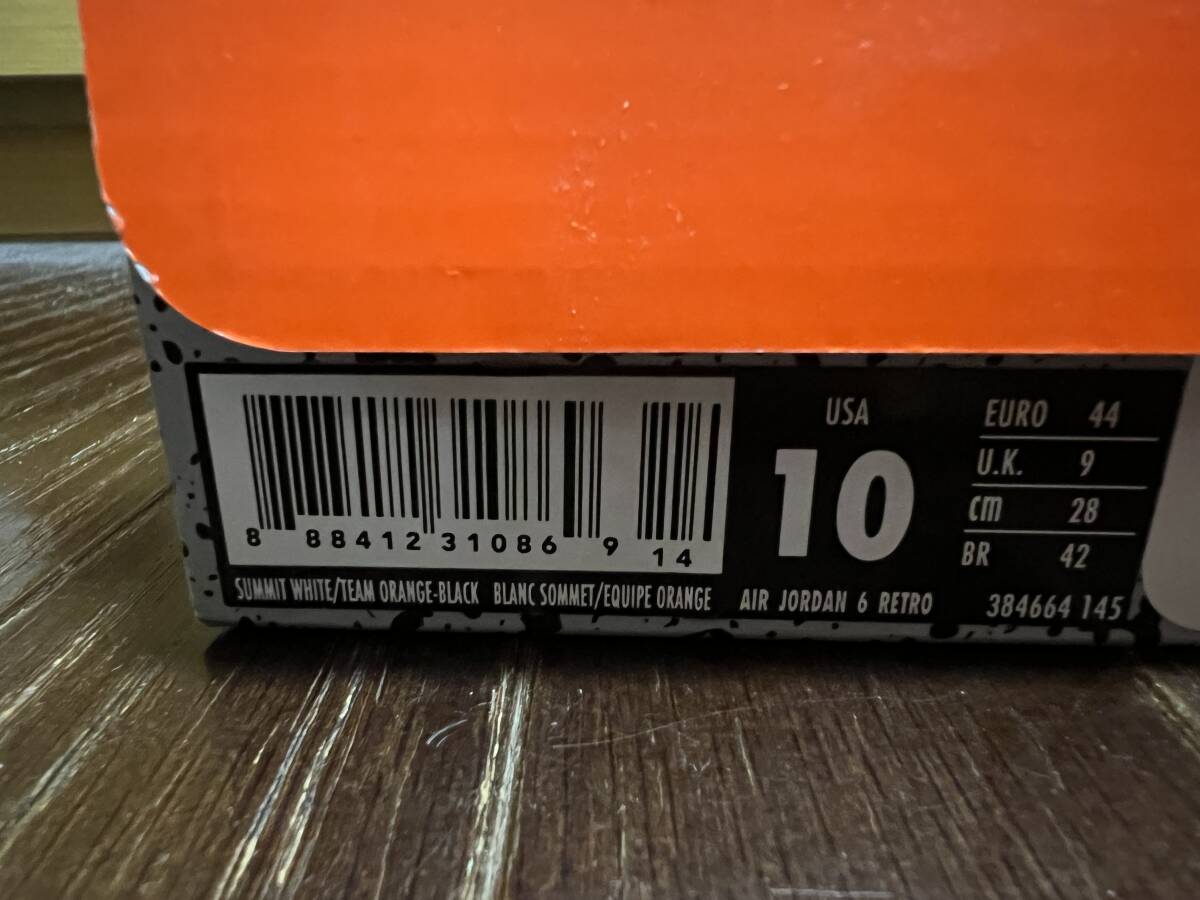 8 88412 31086 9 14
SUMMIT WHITE/TEAM ORANGE-BLACK BLANC SOMMET/EQUIPE ORANGE
USA
10
AIR JORDAN 6 RETRO
EURO 44
U.K. 9
cm 28
BR 42
384664 145